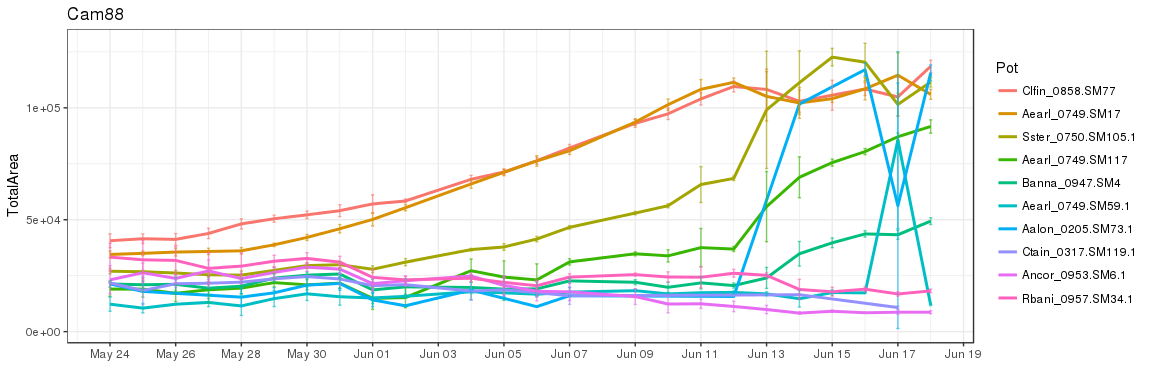 Cam88
TotalArea
1e+05
5e+04
0e+00
May 24
May 26
May 28
May 30
Jun 01
Jun 03
Jun 05
Jun 07
Jun 09
Jun 11
Jun 13
Jun 15
Jun 17
Jun 19
Pot
Clfin_0858.SM77
Aearl_0749.SM17
Sster_0750.SM105.1
Aearl_0749.SM117
Banna_0947.SM4
Aearl_0749.SM59.1
Aalon_0205.SM73.1
Ctain_0317.SM119.1
Ancor_0953.SM6.1
Rbani_0957.SM34.1